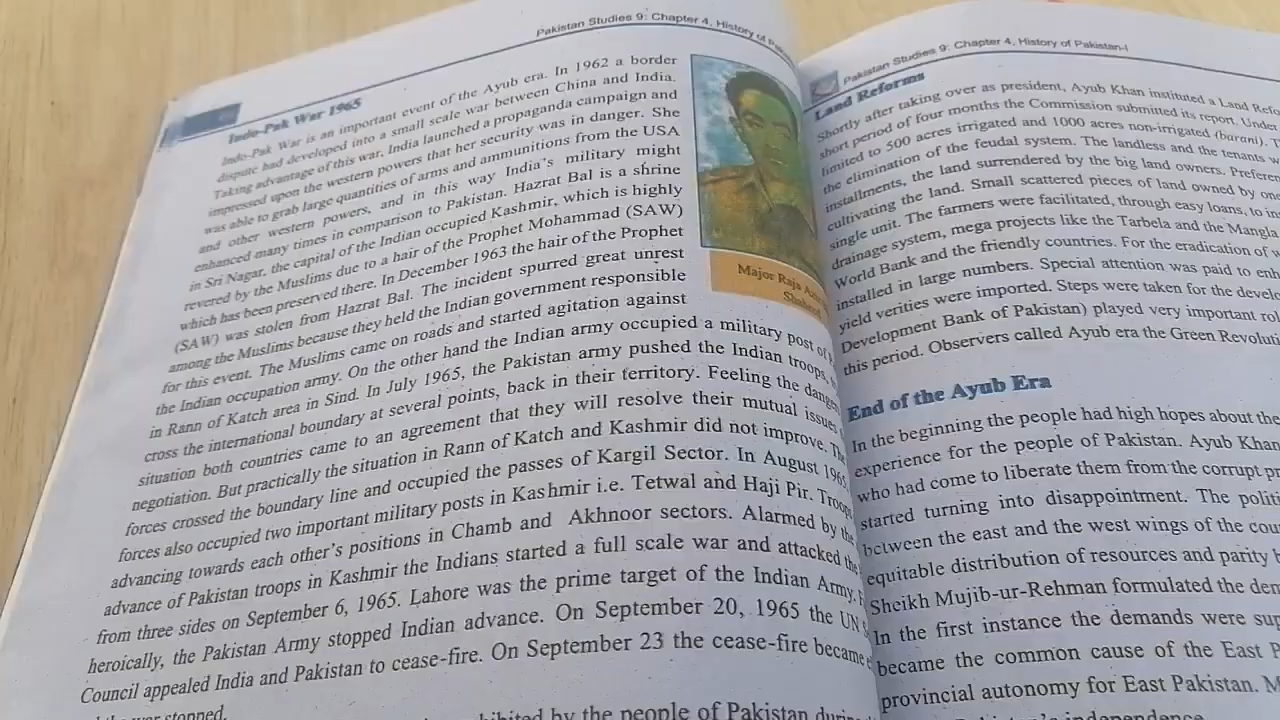 Pakistan Studies 9: Chapter 4, History of
Indo-Pak War 1965
Indo-Pak War is an important event of the Ayub era. In 1962 a border
dispute had developed into a small scale war between China and India.
Taking advantage of this war, India launched a propaganda campaign and
impressed upon the western powers that her security was in danger. She
was able to grab large quantities of arms and ammunitions from the USA
and other western powers, and in this way India's military might
enhanced many times in comparison to Pakistan. Hazrat Bal is a shrine
in Sri Nagar, the capital of the Indian occupied Kashmir, which is highly
revered by the Muslims due to a hair of the Prophet Mohammad (SAW)
which has been preserved there. In December 1963 the hair of the Prophet
(SAW) was stolen from Hazrat Bal. The incident spurred great unrest
among the Muslims because they held the Indian government responsible
for this event. The Muslims came on roads and started agitation against
the Indian occupation army. On the other hand the Indian army occupied a military post of
in Rann of Katch area in Sind. In July 1965, the Pakistan army pushed the Indian troops,
cross the international boundary at several points, back in their territory. Feeling the
situation both countries came to an agreement that they will resolve their mutual issues
negotiation. But practically the situation in Rann of Katch and Kashmir did not improve.
forces crossed the boundary line and occupied the passes of Kargil Sector. In August 1965
forces also occupied two important military posts in Kashmir i.e. Tetwal and Haji Pir. Troops
advancing towards each other's positions in Chamb and Akhnoor sectors. Alarmed by the
advance of Pakistan troops in Kashmir the Indians started a full scale war and attacked the
from three sides on September 6, 1965. Lahore was the prime target of the Indian Army.
heroically, the Pakistan Army stopped Indian advance. On September 20, 1965 the UN
Council appealed India and Pakistan to cease-fire. On September 23 the cease-fire became
war stopped.
by the people of Pakistan
Major Raja
Shaheed
Pakistan Studies 9: Chapter 4, History of Pakistan-I
Land Reforms
Shortly after taking over as president, Ayub Khan instituted a Land
short period of four months the Commission submitted its report. Under
limited to 500 acres irrigated and 1000 acres non-irrigated (barani).
the elimination of the feudal system. The landless and the tenants
installments, the land surrendered by the big land owners.
cultivating the land. Small scattered pieces of land owned by
single unit. The farmers were facilitated, through easy loans, to
drainage system, mega projects like the Tarbela and the Mangla
World Bank and the friendly countries. For the eradication of
installed in large numbers. Special attention was paid to
yield verities were imported. Steps were taken for the
Development Bank of Pakistan) played very important
this period. Observers called Ayub era the Green
End of the Ayub Era
In the beginning the people had high hopes about the
experience for the people of Pakistan. Ayub Khan
who had come to liberate them from the corrupt
started turning into disappointment. The
between the east and the west wings of the
equitable distribution of resources and parity
Sheikh Mujib-ur-Rehman formulated the
In the first instance the demands were
became the common cause of the East
provincial autonomy for East Pakistan.
independence